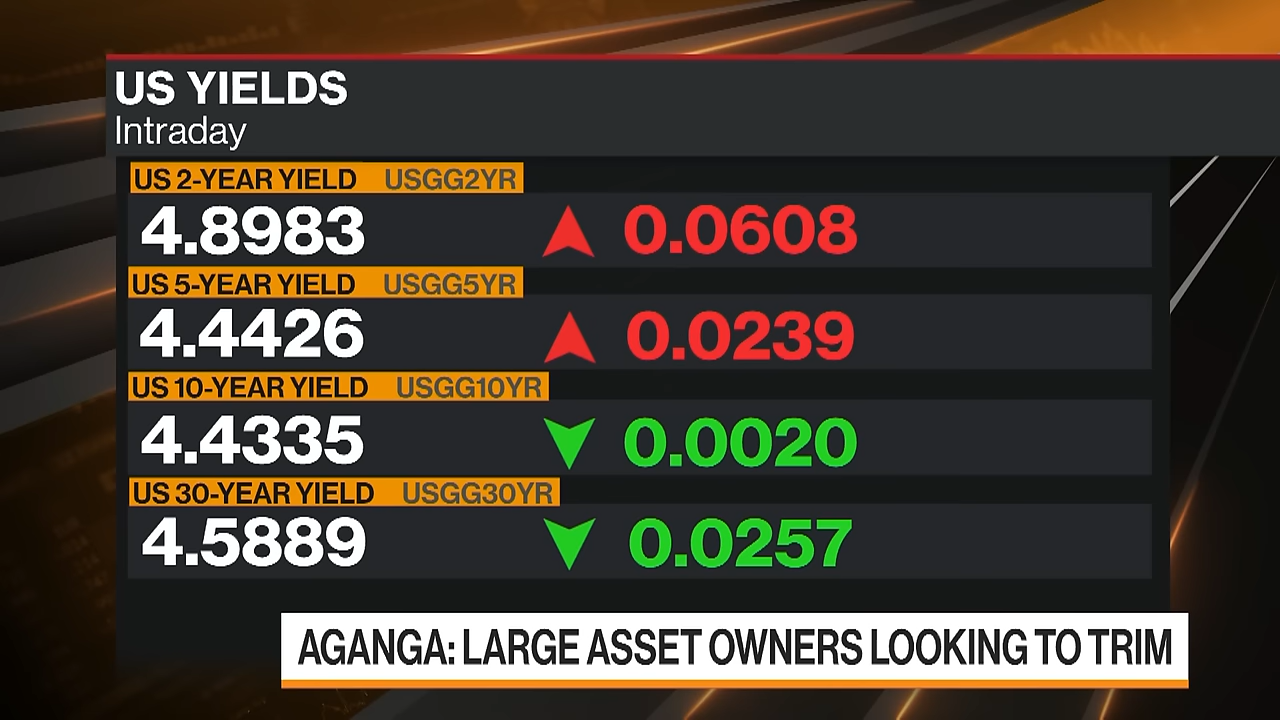 US YIELDS
Intraday
US 2-YEAR YIELD USGG2YR
4.8983 0.0608
US 5-YEAR YIELD USGG5YR
4.4426 0.0239
US 10-YEAR YIELD USGG10YR
4.4335 0.0020
US 30-YEAR YIELD USGG30YR
4.5889 0.0257
AGANGA: LARGE ASSET OWNERS LOOKING TO TRIM